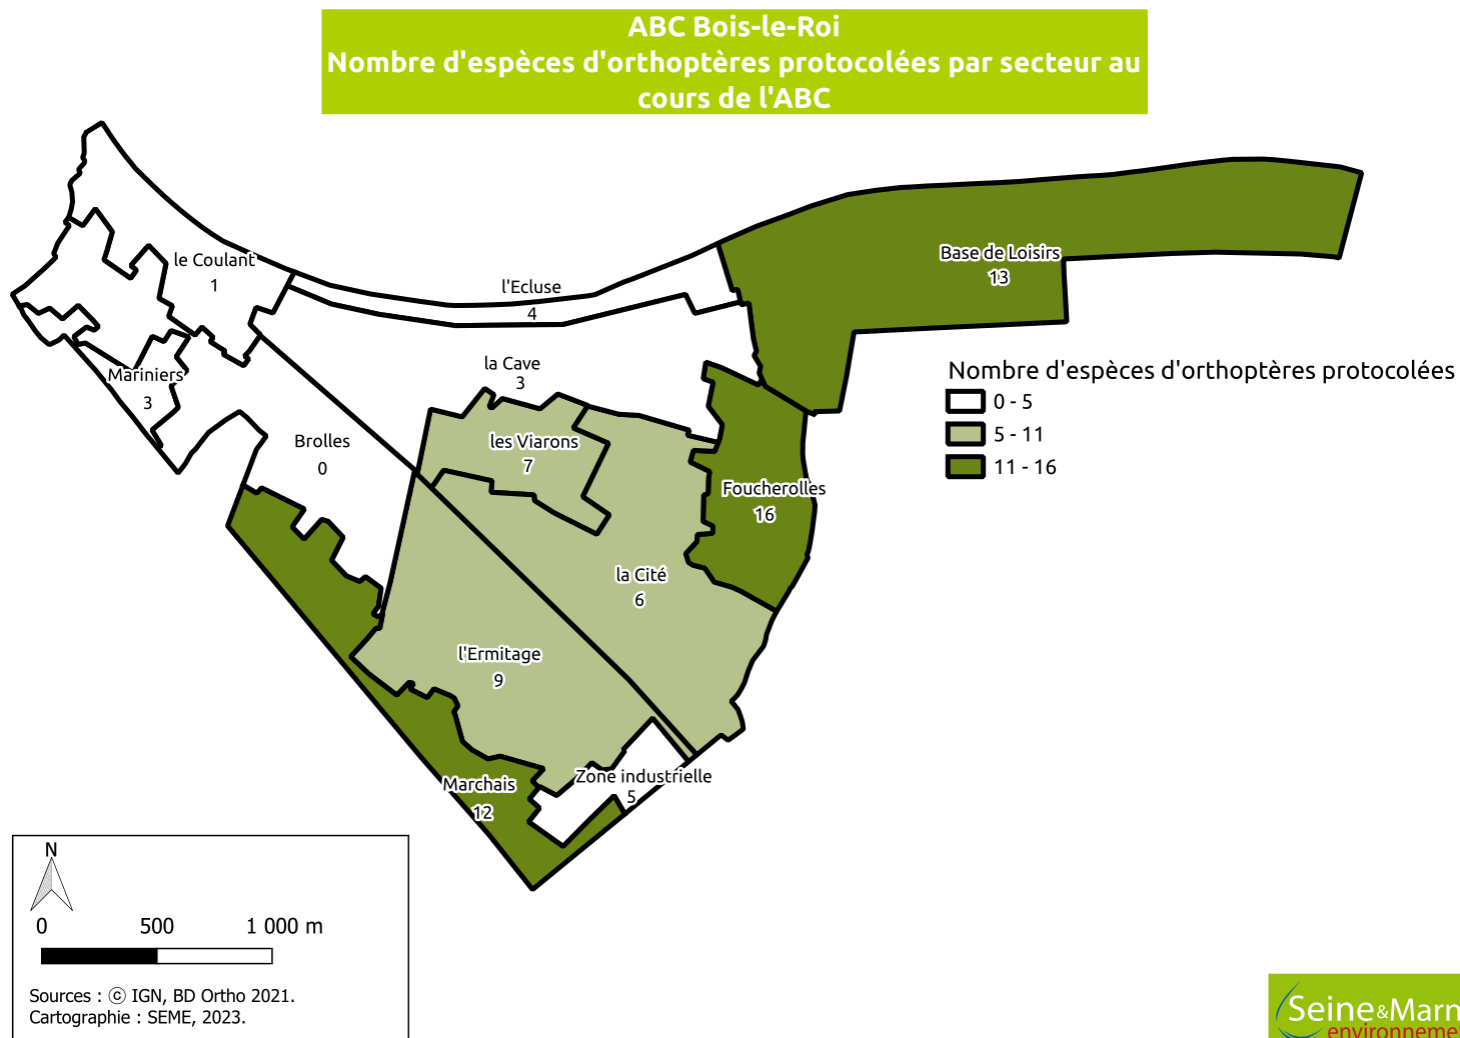 ABC Bois-le-Roi
Nombre d'espèces d'orthoptères protocolées par secteur au
cours de l'ABC
le Coulant
1
l'Ecluse
4
Base de Loisirs
13
la Cave
3
Mariniers
3
Brolles
0
les Viarons
7
Foucherolles
16
la Cité
6
l'Ermitage
9
Marchais
12
Zone industrielle
5
Nombre d'espèces d'orthoptères protocolées
0 - 5
5 - 11
11 - 16
N
0 500 1 000 m
Sources : © IGN, BD Ortho 2021.
Cartographie : SEME, 2023.
Seine&Marn
environneme